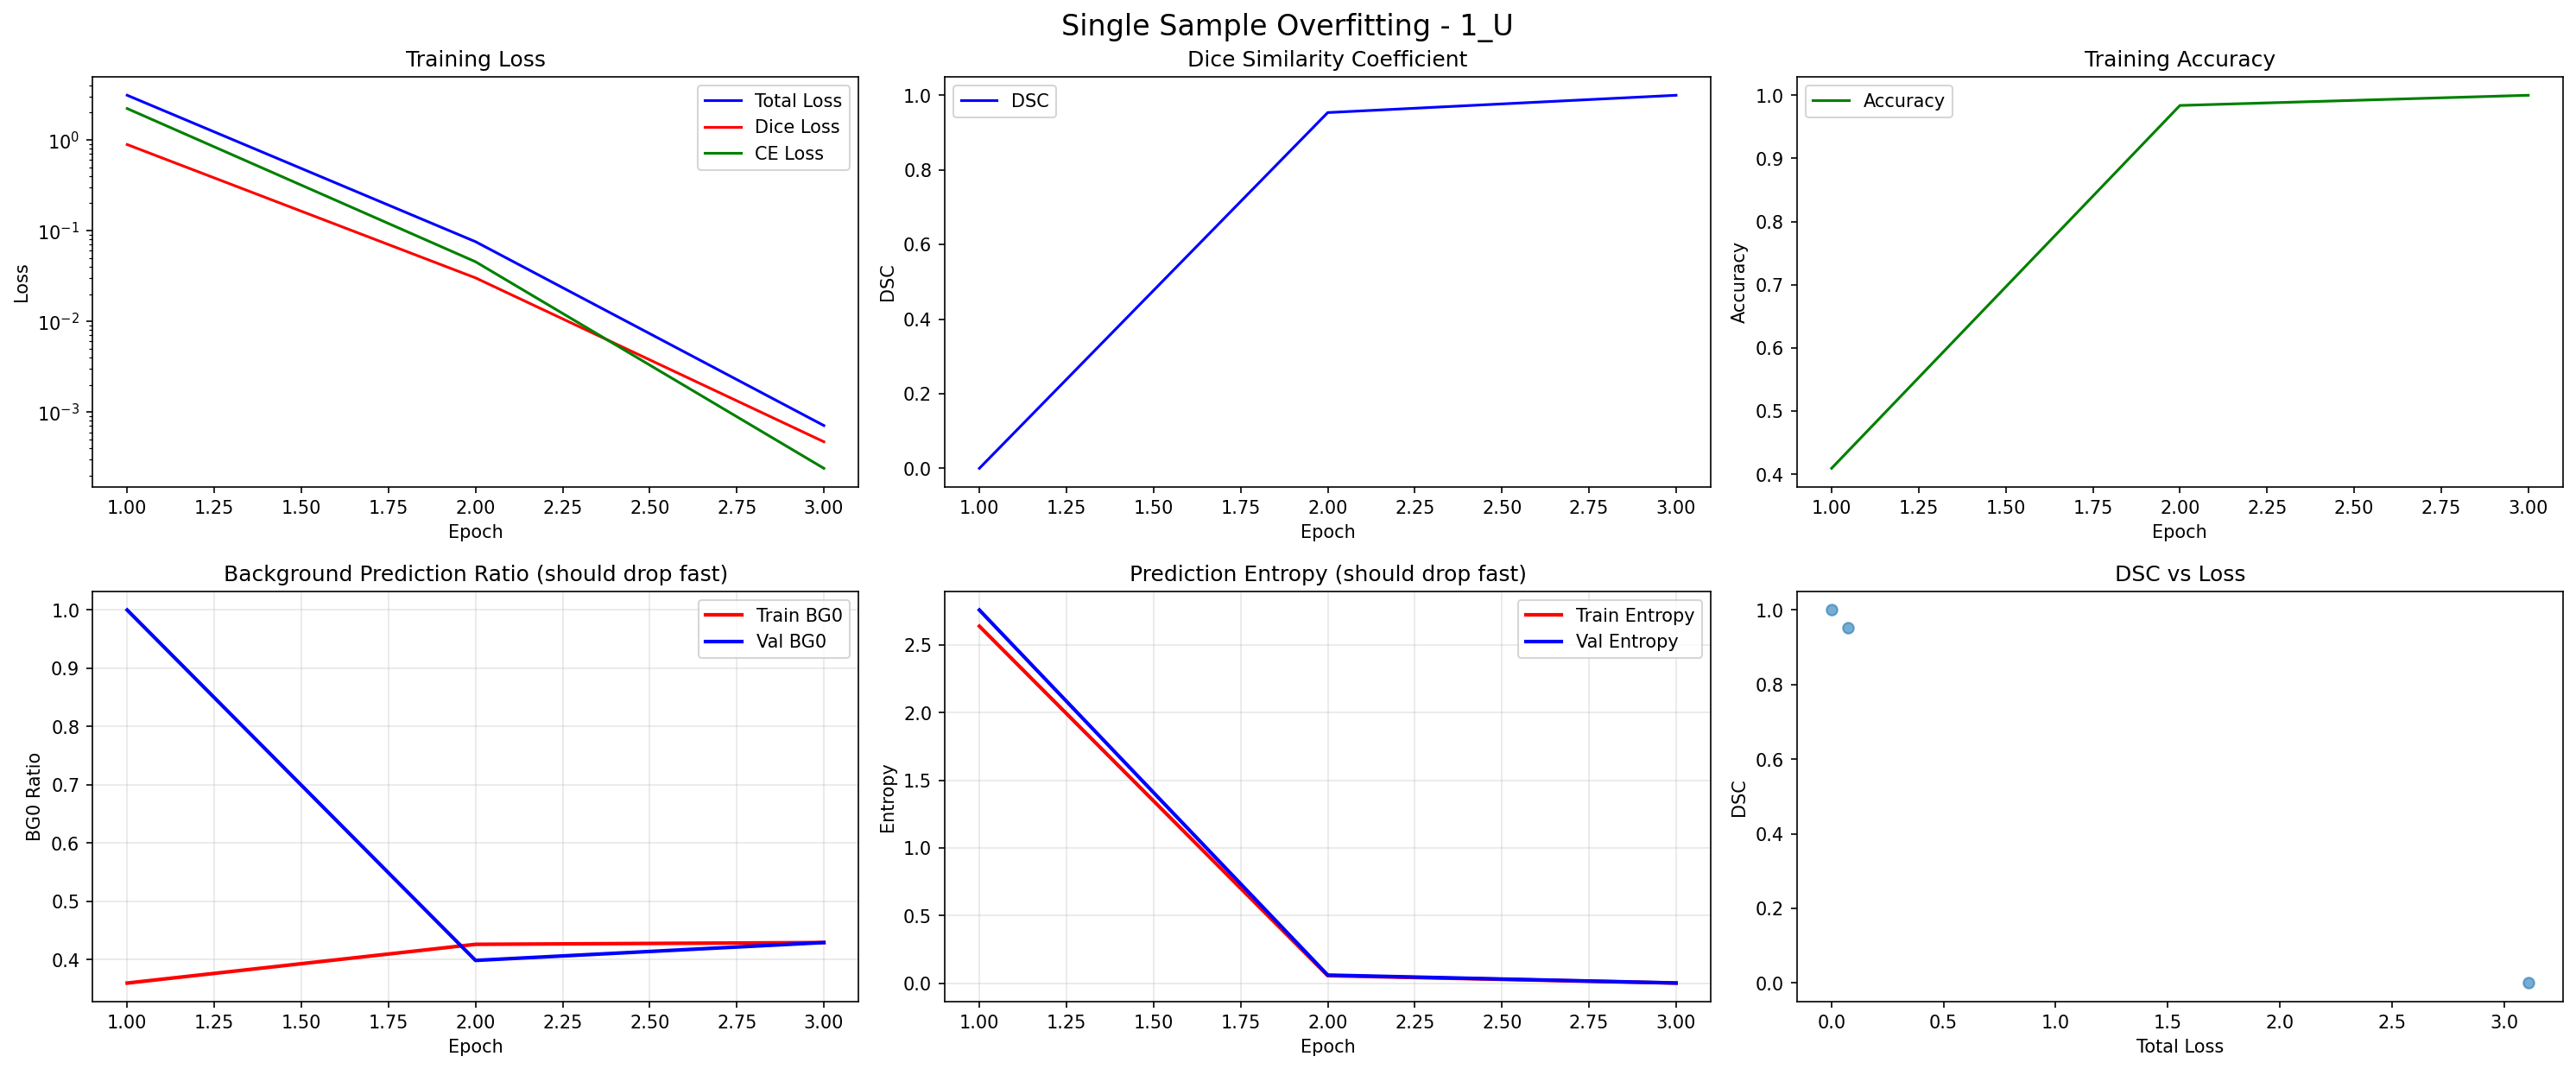 Single Sample Overfitting - 1_U
Training Loss
Total Loss
Dice Loss
CE Loss
10^0
10^-1
10^-2
10^-3
Loss
1.00 1.25 1.50 1.75 2.00 2.25 2.50 2.75 3.00
Epoch
Dice Similarity Coefficient
DSC
1.0
0.8
0.6
0.4
0.2
0.0
DSC
1.00 1.25 1.50 1.75 2.00 2.25 2.50 2.75 3.00
Epoch
Training Accuracy
Accuracy
1.0
0.9
0.8
0.7
0.6
0.5
0.4
Accuracy
1.00 1.25 1.50 1.75 2.00 2.25 2.50 2.75 3.00
Epoch
Background Prediction Ratio (should drop fast)
Train BG0
Val BG0
1.0
0.9
0.8
0.7
0.6
0.5
0.4
BG0 Ratio
1.00 1.25 1.50 1.75 2.00 2.25 2.50 2.75 3.00
Epoch
Prediction Entropy (should drop fast)
Train Entropy
Val Entropy
2.5
2.0
1.5
1.0
0.5
0.0
Entropy
1.00 1.25 1.50 1.75 2.00 2.25 2.50 2.75 3.00
Epoch
DSC vs Loss
1.0
0.8
0.6
0.4
0.2
0.0
DSC
0.0 0.5 1.0 1.5 2.0 2.5 3.0
Total Loss